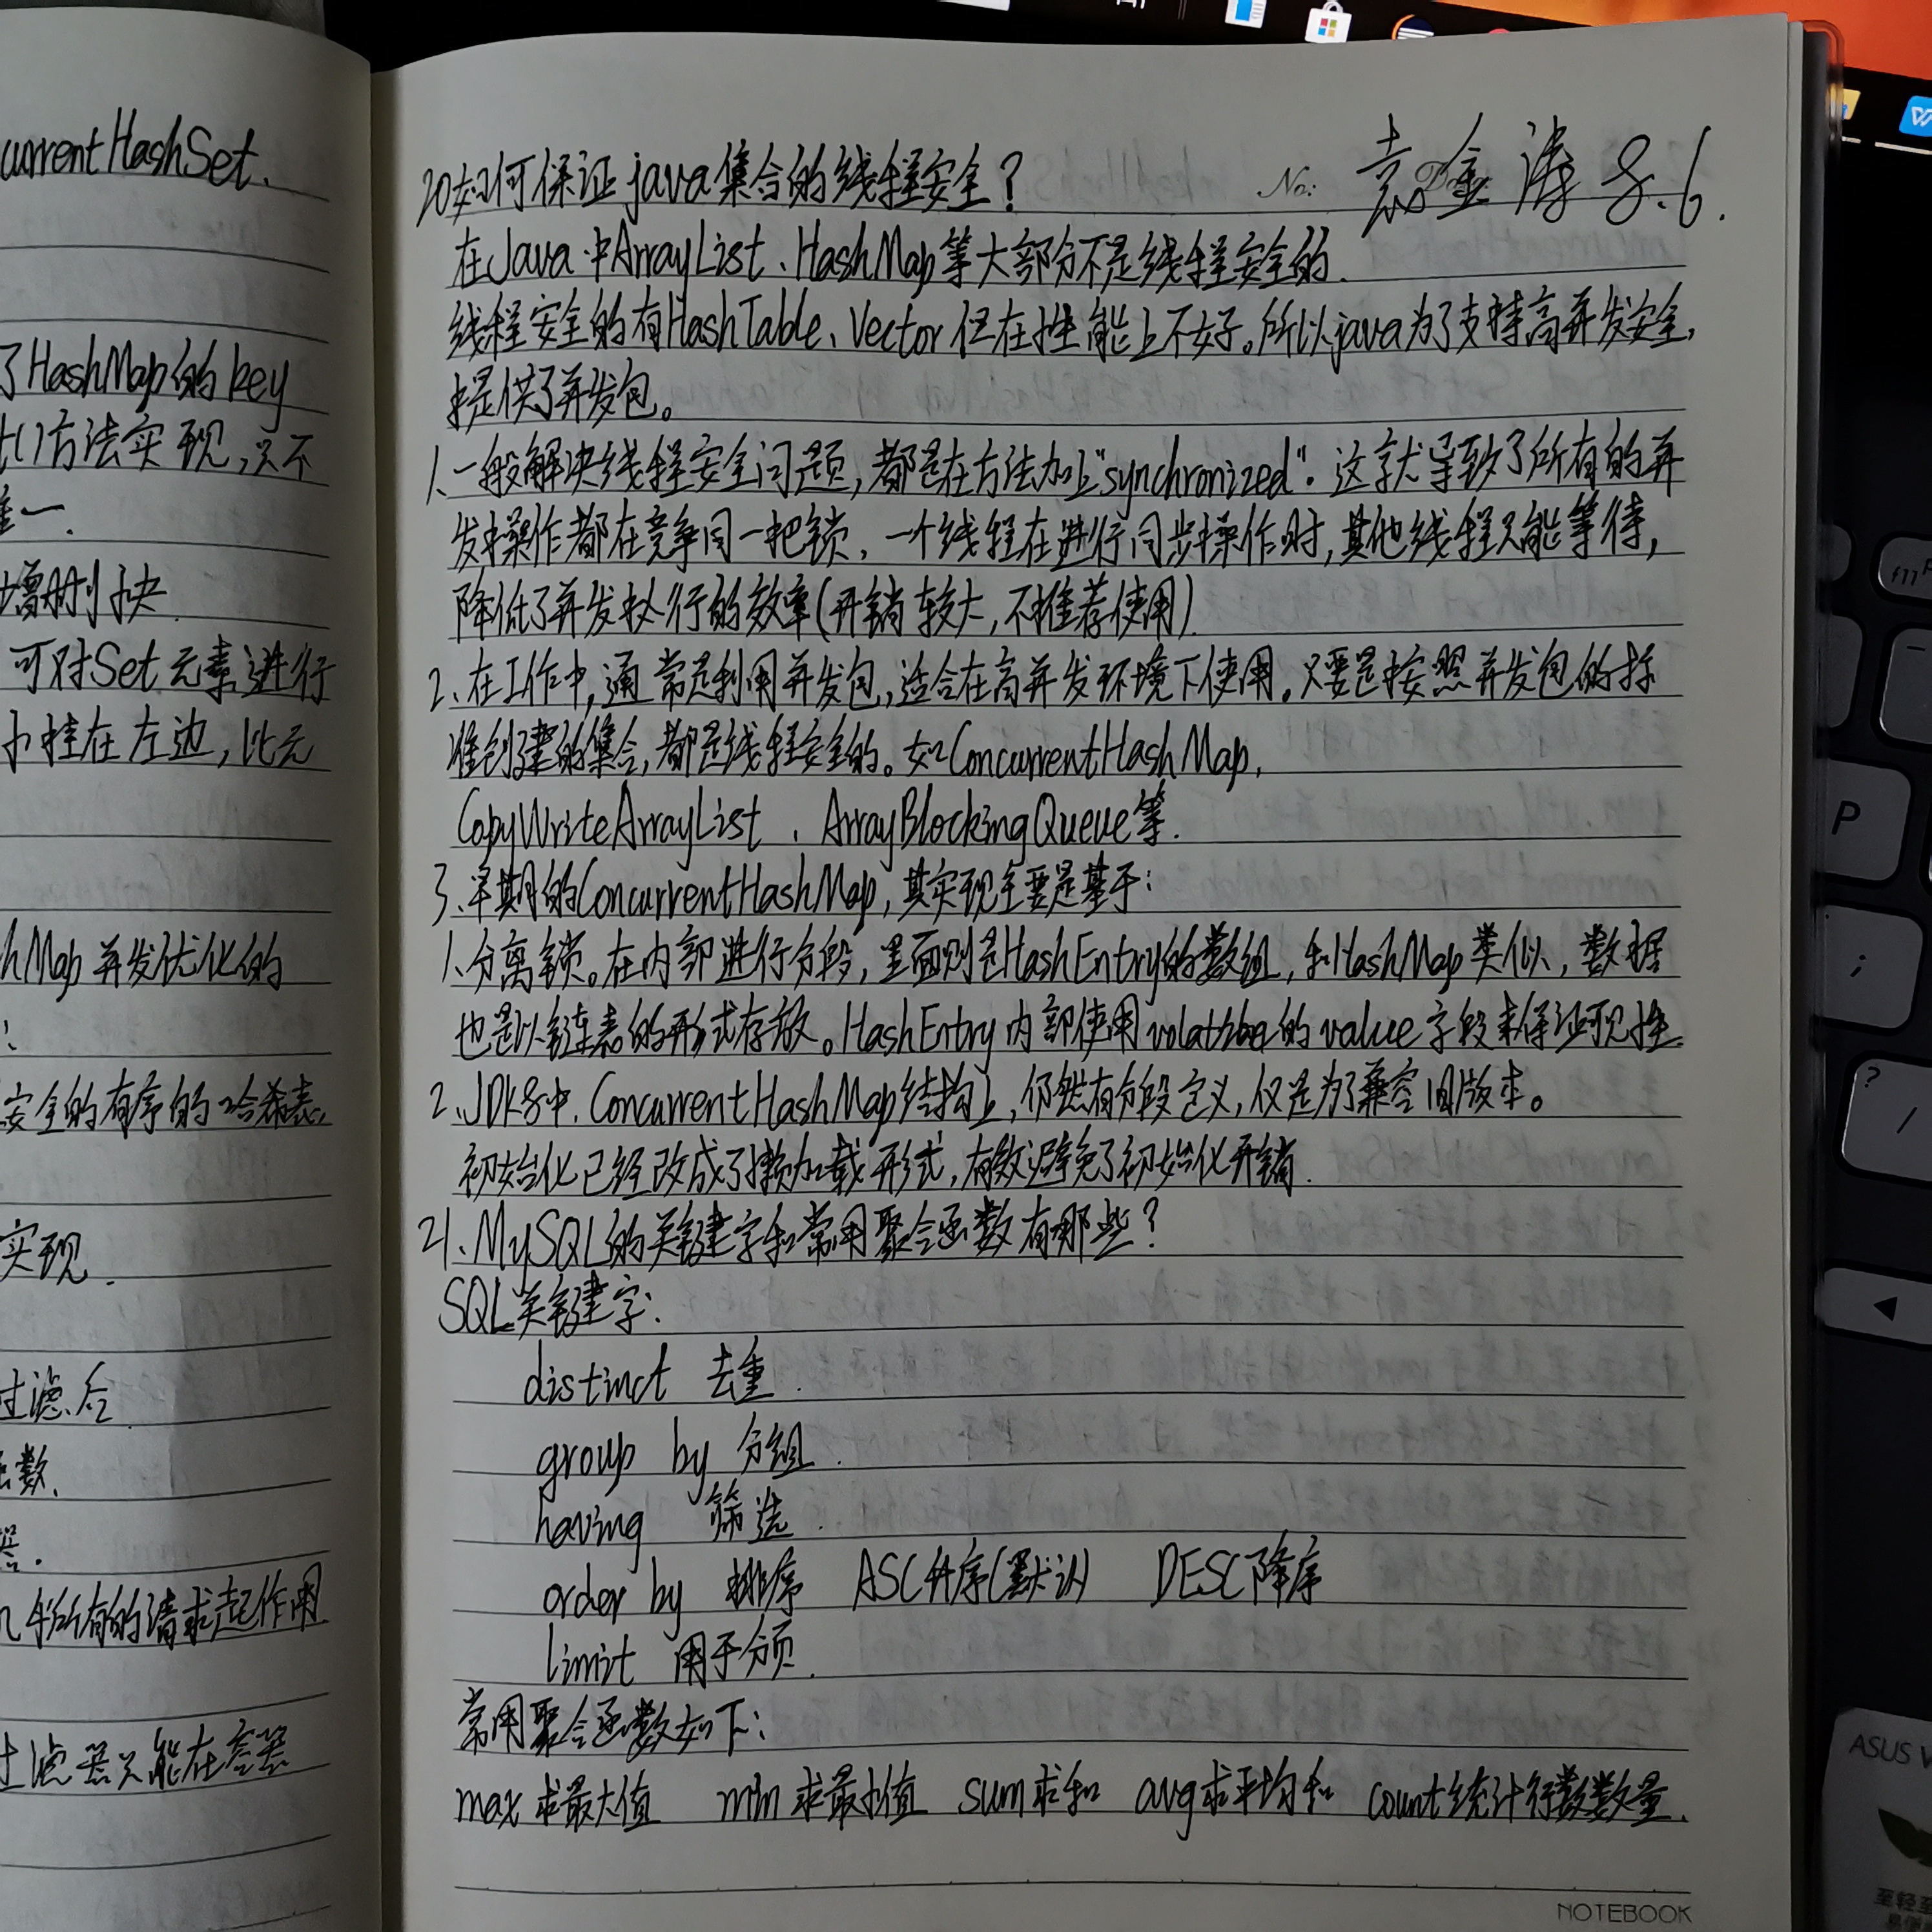 currentHashSet.
了HashMap的key
t()方法实现,只不
唯一.
增删快
可对Set元素进行
小挂在左边,比元
hMap并发优化的
:
安全的有序的哈希表,
实现.
过滤后
函数.
器.
几乎所有的请求起作用
过滤器只能在容器
20如何保证java集合的线程安全?
No: 袁金涛 8.6.
在Java中ArrayList、HashMap等大部分不是线程安全的.
线程安全的有HashTable、Vector但在性能上不好。所以java为了支持高并发安全,
提供了并发包。
1、一般解决线程安全问题,都是在方法加上"synchronized"。这就导致了所有的并
发操作都在竞争同一把锁,一个线程在进行同步操作时,其他线程只能等待,
降低了并发执行的效率(开销较大,不推荐使用)
2、在工作中,通常是利用并发包,适合在高并发环境下使用。只要是按照并发包的标
准创建的集合,都是线程安全的。如ConcurrentHashMap,
CopyWriteArrayList、ArrayBlockingQueue等.
3、早期的ConcurrentHashMap,其实现主要是基于:
1、分离锁。在内部进行分段,里面则是HashEntry的数组,和HashMap类似,数据
也是以链表的形式存放。HashEntry内部使用的value字段来保证可见性.
2、JDK8中.ConcurrentHashMap结构上,仍然有分段定义,仅是为了兼容旧版本。
初始化已经改成了懒加载形式,有效避免了初始化开销.
21、MySQL的关键字和常用聚合函数有那些?
SQL关键字:
distinct 去重.
group by 分组.
having 筛选.
order by 排序 ASC升序(默认) DESC降序
limit 用于分页.
常用聚合函数如下:
max求最大值 min求最小值 sum求和 avg求平均和 count统计行数数量.
NOTEBOOK
f11
P
;
?
/
ASUS V
至轻至